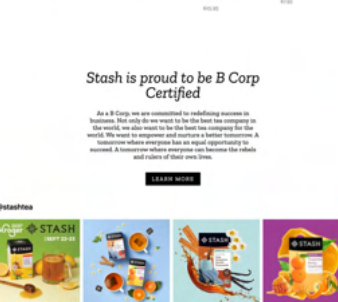 Stash is proud to be B Corp
Certified
As a B Corp, we are committed to redefining success in
business. Not only do we want to be the best tea company in
the world, we also want to be the best tea company for the
world. We want to empower and nurture a better tomorrow. A
tomorrow where everyone has an equal opportunity to
succeed. A tomorrow where everyone can become the rebels
and rulers of their own lives.
LEARN MORE
@stashtea
STASH
STASH
STASH